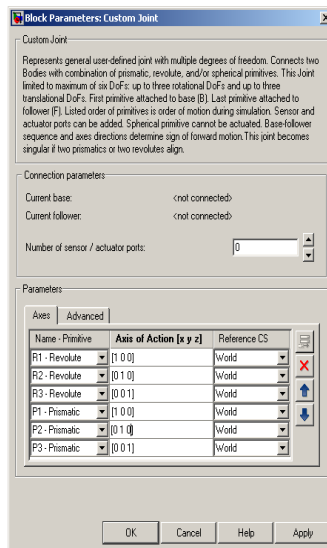 Block Parameters: Custom Joint
Custom Joint
Represents general user-defined joint with multiple degrees of freedom. Connects two
Bodies with combination of prismatic, revolute, and/or spherical primitives. This Joint
limited to maximum of six DoFs: up to three rotational DoFs and up to three
translational DoFs. First primitive attached to base (B). Last primitive attached to
follower (F). Listed order of primitives is order of motion during simulation. Sensor and
actuator ports can be added. Spherical primitive cannot be actuated. Base-follower
sequence and axes directions determine sign of forward motion. This joint becomes
singular if two prismatics or two revolutes align.
Connection parameters
Current base: <not connected>
Current follower: <not connected>
Number of sensor / actuator ports: 0
Parameters
Axes Advanced
Name - Primitive Axis of Action [x y z] Reference CS
R1 - Revolute [1 0 0] World
R2 - Revolute [0 1 0] World
R3 - Revolute [0 0 1] World
P1 - Prismatic [1 0 0] World
P2 - Prismatic [0 1 0] World
P3 - Prismatic [0 0 1] World
OK Cancel Help Apply